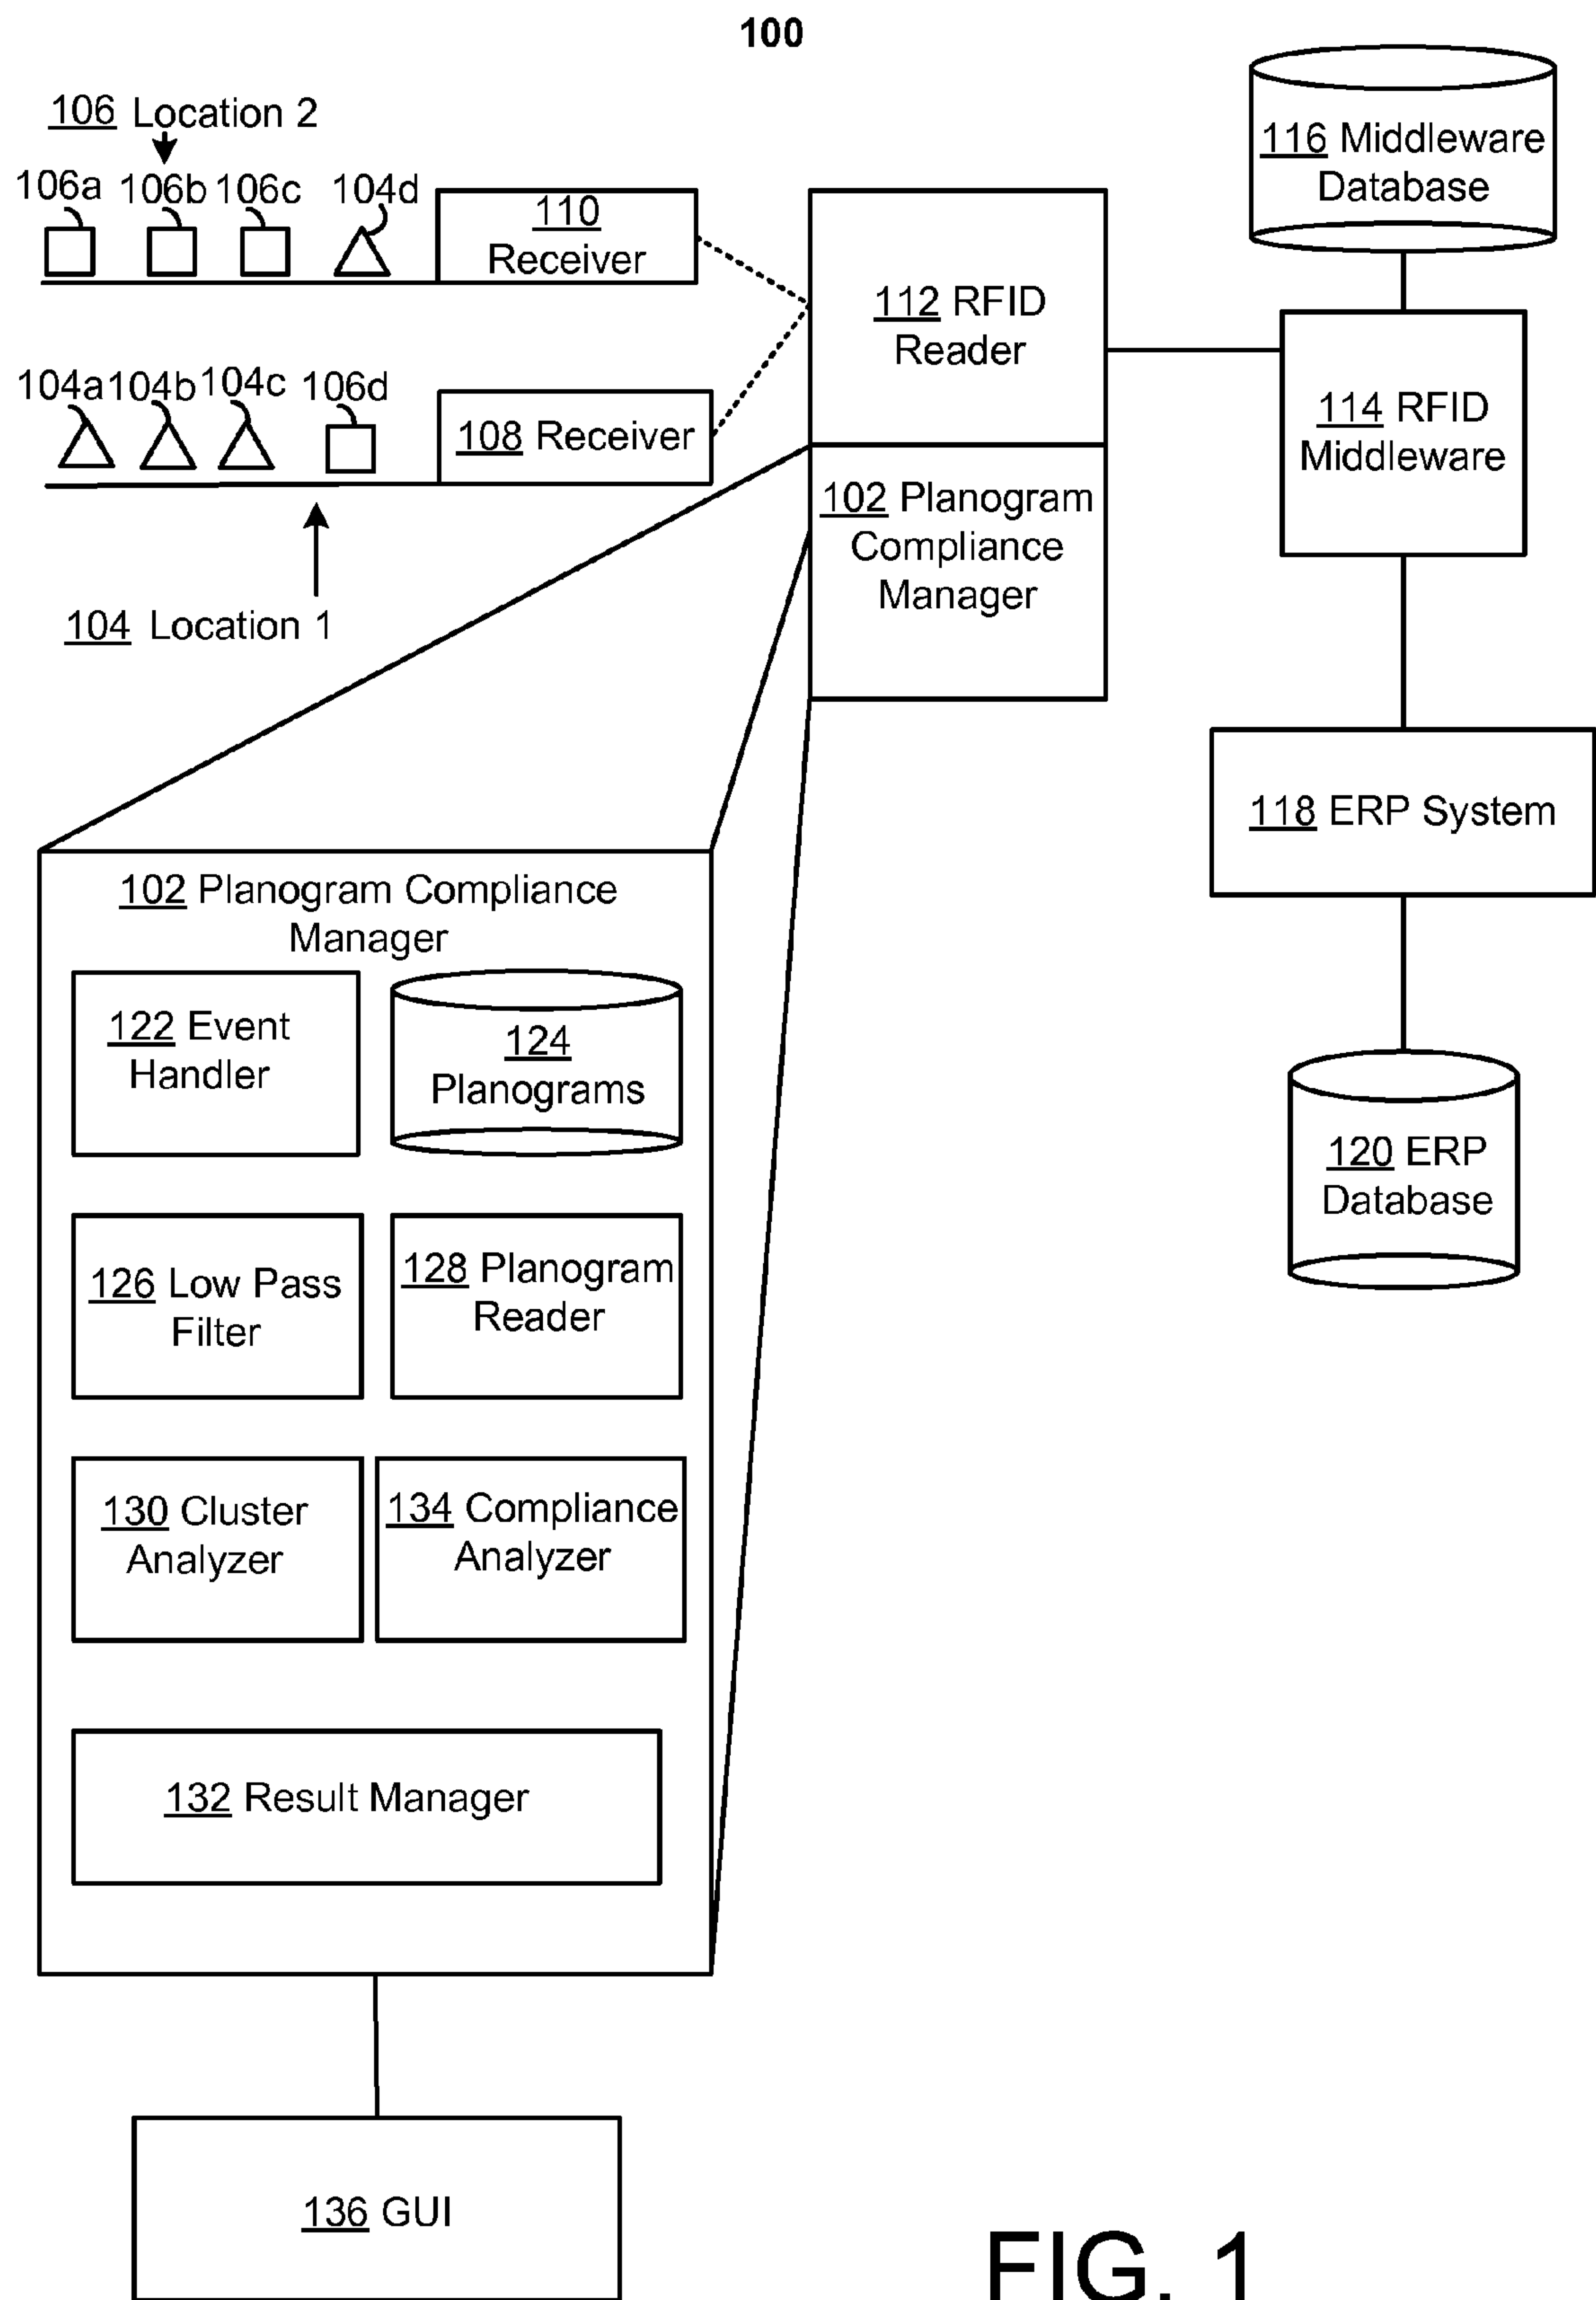 100
106 Location 2
106a 106b 106c 104d
110
Receiver
104a 104b 104c 106d
108 Receiver
104 Location 1
112 RFID
Reader
102 Planogram
Compliance
Manager
116 Middleware
Database
114 RFID
Middleware
118 ERP System
120 ERP
Database
102 Planogram Compliance
Manager
122 Event
Handler
124
Planograms
126 Low Pass
Filter
128 Planogram
Reader
130 Cluster
Analyzer
134 Compliance
Analyzer
132 Result Manager
136 GUI
FIG. 1